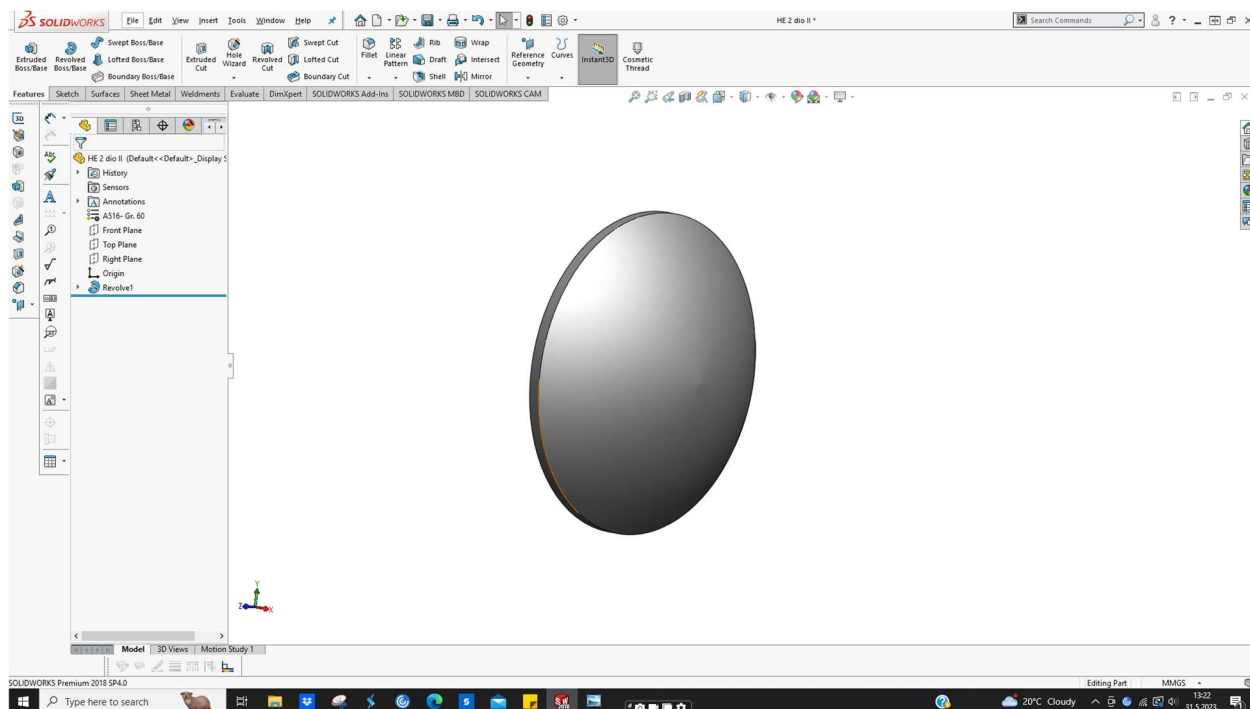 SOLIDWORKS File Edit View Insert Tools Window Help HE 2 dio II * Search Commands
Extruded Boss/Base
Revolved Boss/Base
Swept Boss/Base
Lofted Boss/Base
Boundary Boss/Base
Extruded Cut
Hole Wizard
Revolved Cut
Swept Cut
Lofted Cut
Boundary Cut
Fillet
Linear Pattern
Rib
Draft
Shell
Wrap
Intersect
Mirror
Reference Geometry
Curves
Instant3D
Cosmetic Thread
Features Sketch Surfaces Sheet Metal Weldments Evaluate DimXpert SOLIDWORKS Add-Ins SOLIDWORKS MBD SOLIDWORKS CAM
HE 2 dio II (Default<<Default>_Display S
History
Sensors
Annotations
A516- Gr. 60
Front Plane
Top Plane
Right Plane
Origin
Revolve1
Y
Z X
Model 3D Views Motion Study 1
SOLIDWORKS Premium 2018 SP4.0 Editing Part MMGS
Type here to search 20°C Cloudy 13:22
31.5.2023.